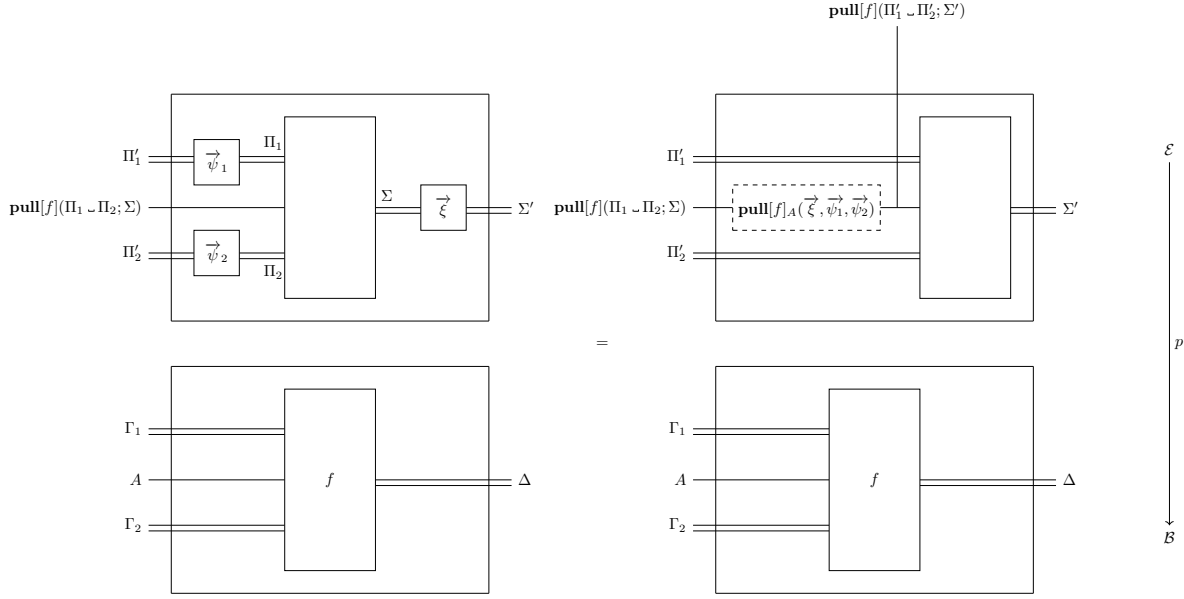 pull[f](Π′₁ ␣ Π′₂; Σ′)
Π′₁ ψ⃗₁ Π₁
pull[f](Π₁ ␣ Π₂; Σ) Σ ξ⃗ Σ′
Π′₂ ψ⃗₂ Π₂
Π′₁
pull[f](Π₁ ␣ Π₂; Σ) pull[f]_A(ξ⃗, ψ⃗₁, ψ⃗₂) Σ′
Π′₂
ℰ
=
p
Γ₁
A f Δ
Γ₂
Γ₁
A f Δ
Γ₂
ℬ